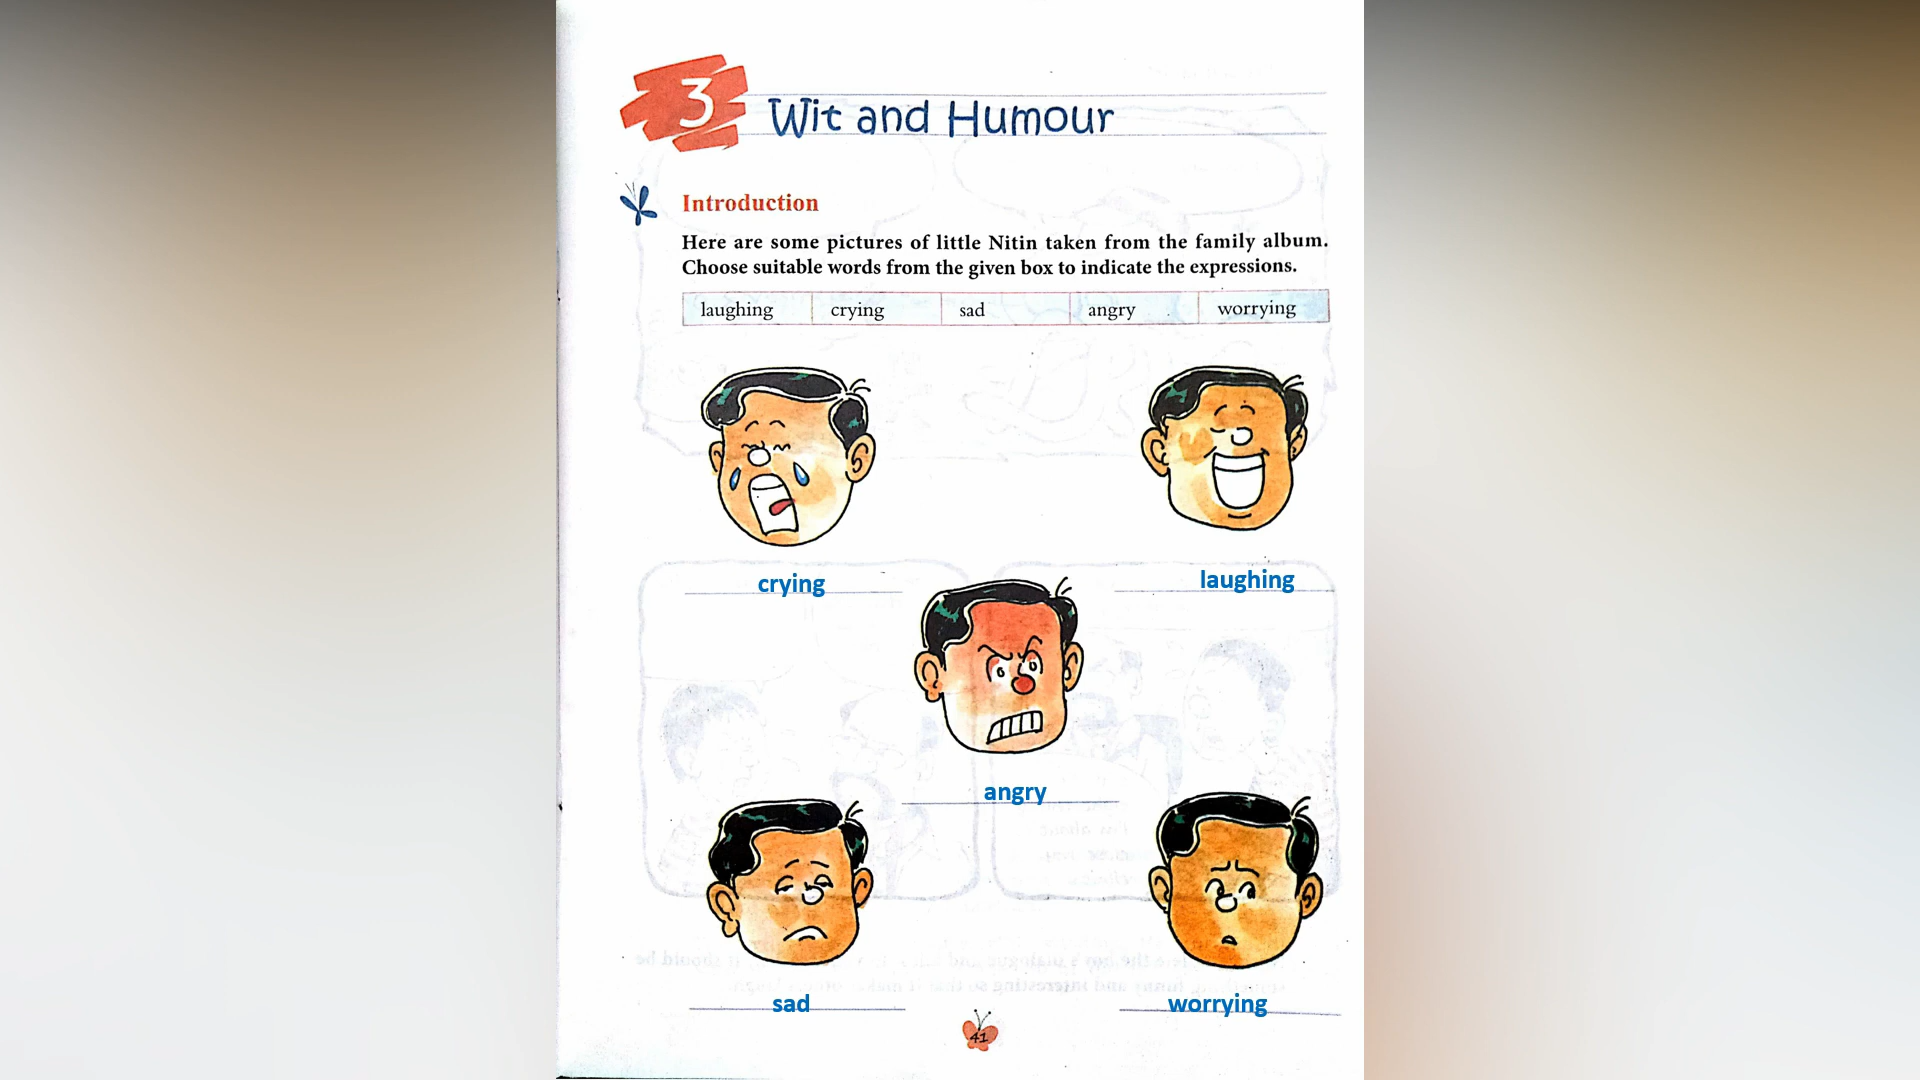 3
Wit and Humour
Introduction
Here are some pictures of little Nitin taken from the family album.
Choose suitable words from the given box to indicate the expressions.
laughing crying sad angry worrying
crying
laughing
angry
sad
worrying
41